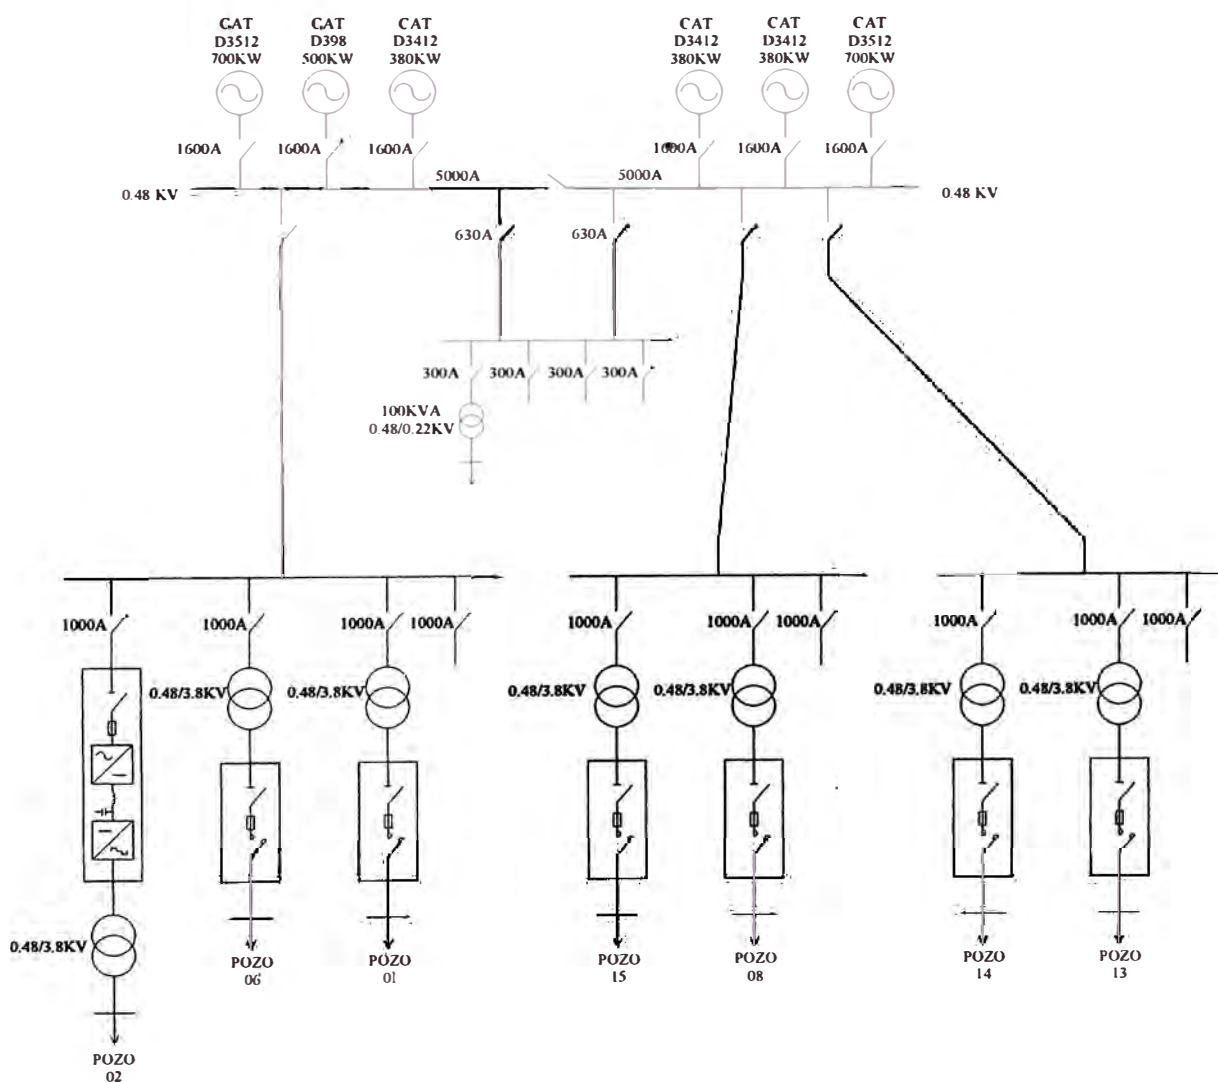 CAT CAT CAT CAT CAT CAT
D3512 D398 D3412 D3412 D3412 D3512
700KW 500KW 380KW 380KW 380KW 700KW
1600A 1600A 1600A 1600A 1600A 1600A
5000A 5000A
0.48 KV 0.48 KV
630A 630A
300A 300A 300A 300A
100KVA
0.48/0.22KV
1000A 1000A 1000A 1000A 1000A 1000A 1000A 1000A 1000A 1000A
0.48/3.8KV 0.48/3.8KV 0.48/3.8KV 0.48/3.8KV 0.48/3.8KV 0.48/3.8KV
0.48/3.8KV
POZO POZO POZO POZO POZO POZO
06 01 15 08 14 13
POZO
02